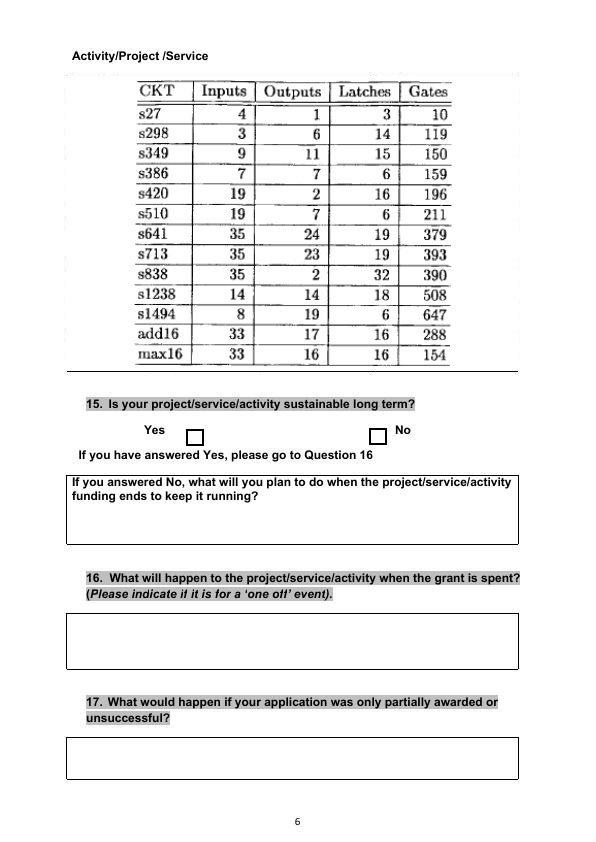 Activity/Project /Service
CKT Inputs Outputs Latches Gates
s27 4 1 3 10
s298 3 6 14 119
s349 9 11 15 150
s386 7 7 6 159
s420 19 2 16 196
s510 19 7 6 211
s641 35 24 19 379
s713 35 23 19 393
s838 35 2 32 390
s1238 14 14 18 508
s1494 8 19 6 647
add16 33 17 16 288
max16 33 16 16 154
15. Is your project/service/activity sustainable long term?
Yes No
If you have answered Yes, please go to Question 16
If you answered No, what will you plan to do when the project/service/activity
funding ends to keep it running?
16. What will happen to the project/service/activity when the grant is spent?
(Please indicate if it is for a ‘one off’ event).
17. What would happen if your application was only partially awarded or
unsuccessful?
6